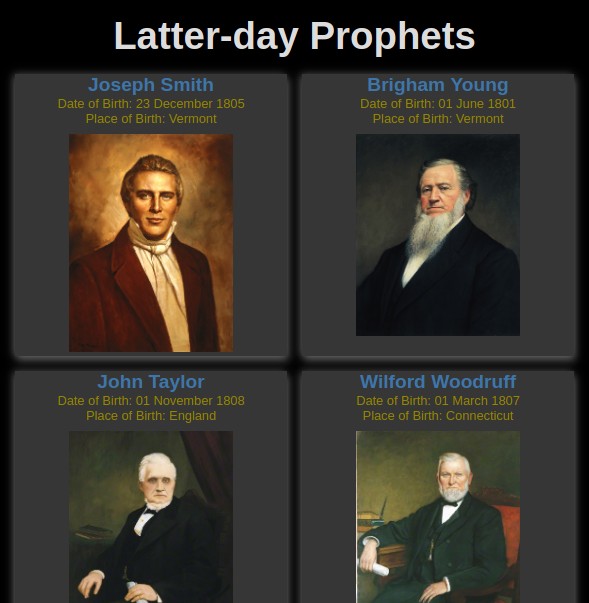 Latter-day Prophets
Joseph Smith
Date of Birth: 23 December 1805
Place of Birth: Vermont
Brigham Young
Date of Birth: 01 June 1801
Place of Birth: Vermont
John Taylor
Date of Birth: 01 November 1808
Place of Birth: England
Wilford Woodruff
Date of Birth: 01 March 1807
Place of Birth: Connecticut